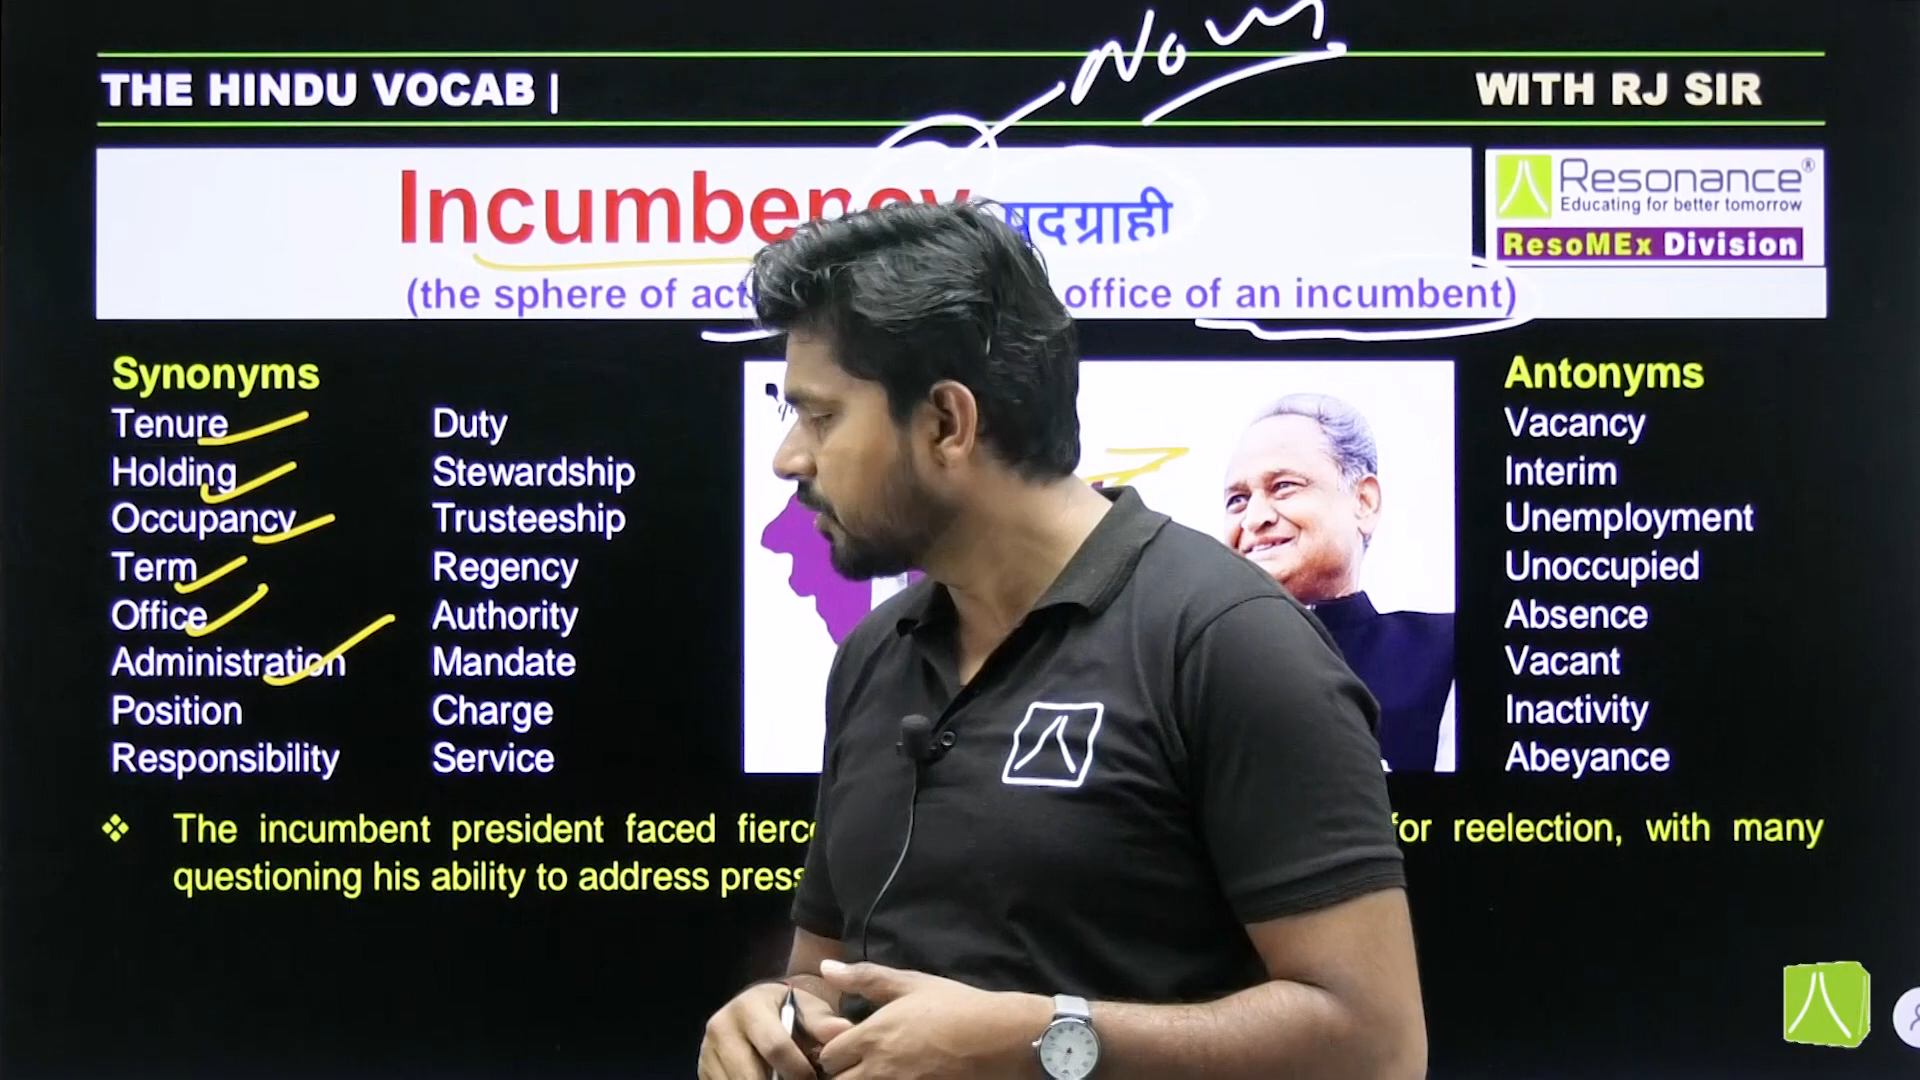 Noun
THE HINDU VOCAB |
WITH RJ SIR
Incumbency पदग्राही
(the sphere of act
office of an incumbent)
Resonance®
Educating for better tomorrow
ResoMEx Division
Synonyms
Tenure
Holding
Occupancy
Term
Office
Administration
Position
Responsibility
Duty
Stewardship
Trusteeship
Regency
Authority
Mandate
Charge
Service
Antonyms
Vacancy
Interim
Unemployment
Unoccupied
Absence
Vacant
Inactivity
Abeyance
❖ The incumbent president faced fierc for reelection, with many
questioning his ability to address press